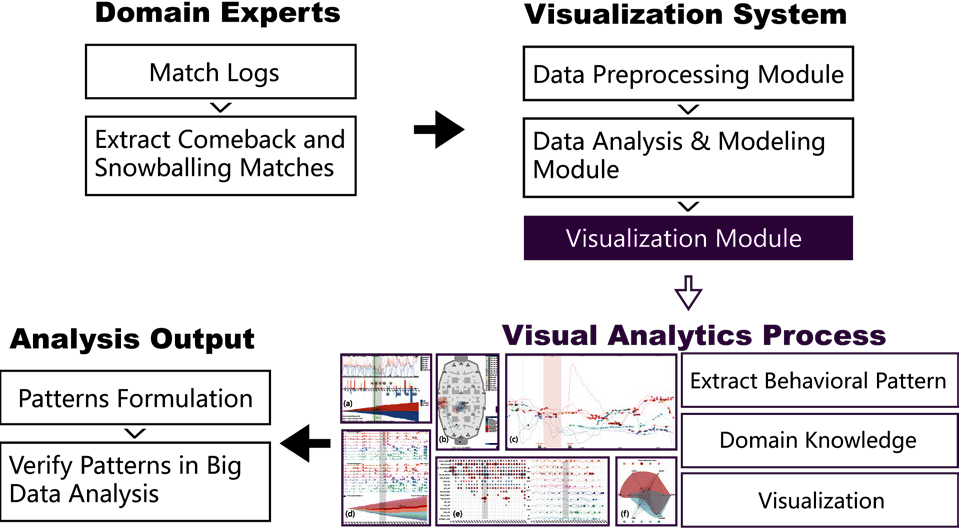 Domain Experts
Match Logs
Extract Comeback and
Snowballing Matches
Visualization System
Data Preprocessing Module
Data Analysis & Modeling
Module
Visualization Module
Visual Analytics Process
(a)
(b)
(c)
(d)
(e)
(f)
Extract Behavioral Pattern
Domain Knowledge
Visualization
Analysis Output
Patterns Formulation
Verify Patterns in Big
Data Analysis